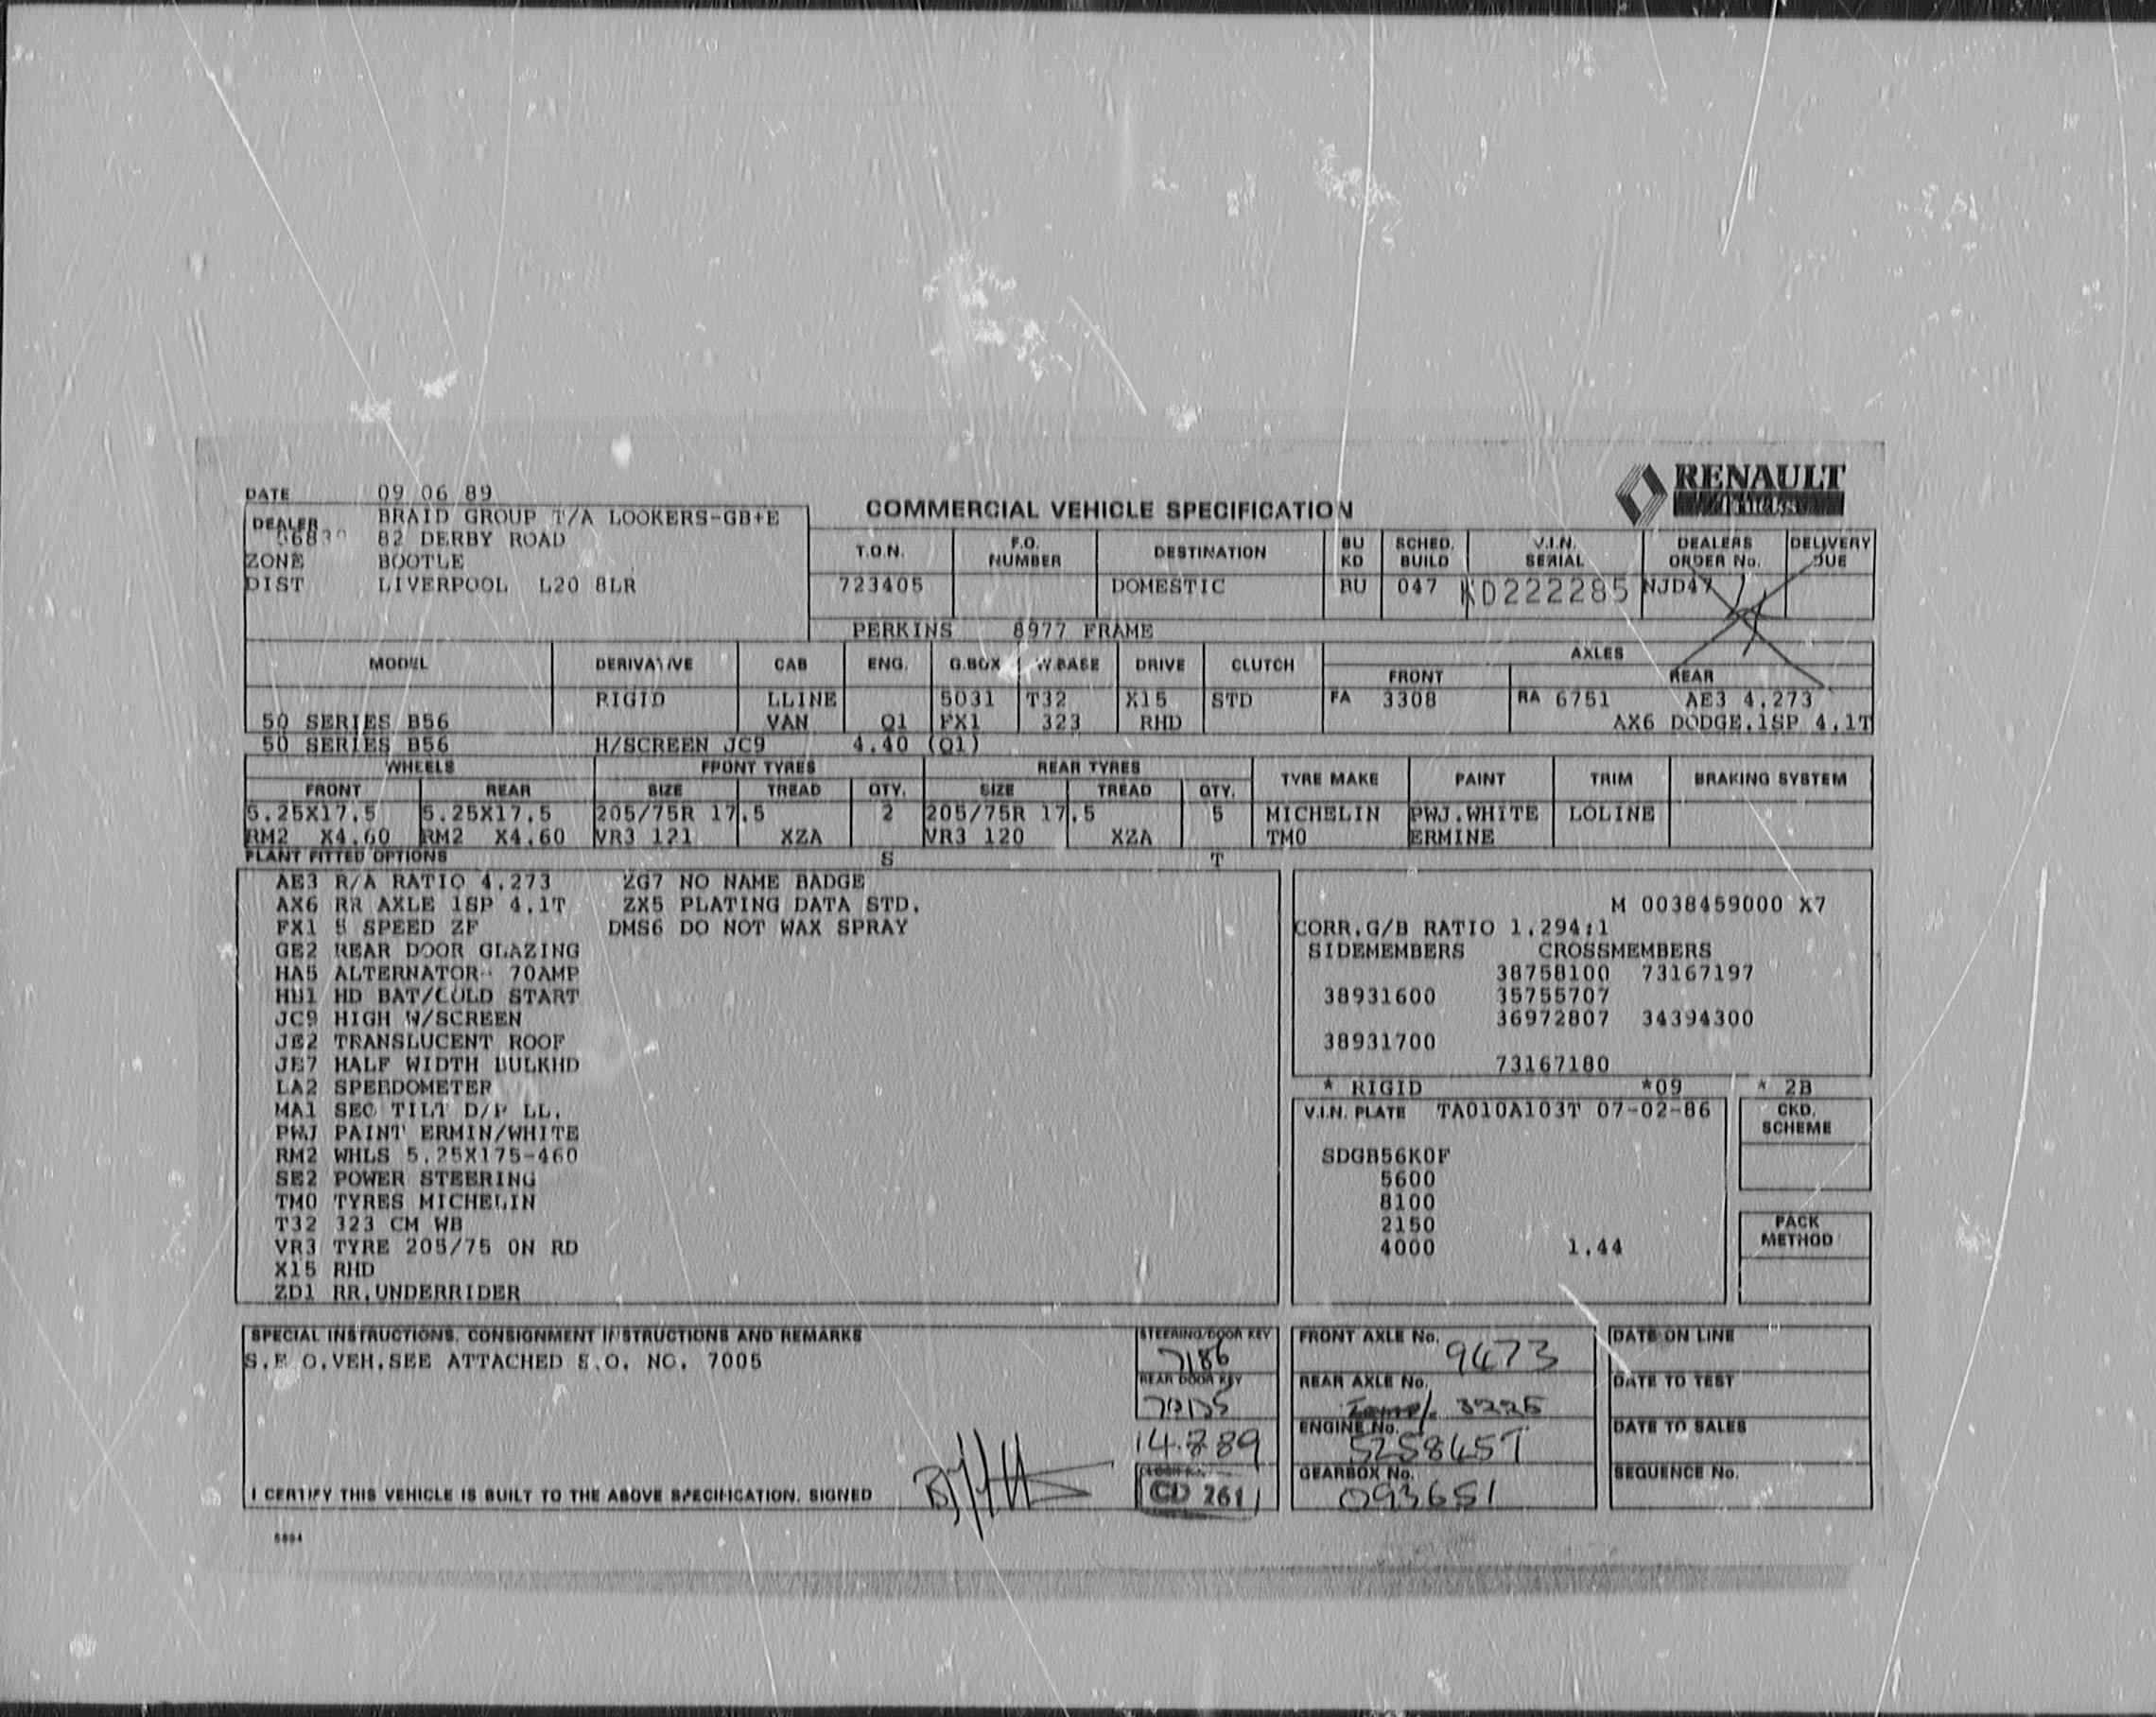 RENAULT
DATE 09 06 89
COMMERCIAL VEHICLE SPECIFICATION
DEALER BRAID GROUP T/A LOOKERS-GB+E
82 DERBY ROAD
ZONE BOOTLE
DIST LIVERPOOL L20 8LR
T.O.N. F.O. NUMBER DESTINATION BU KD SCHED. BUILD V.I.N. SERIAL DEALERS ORDER No. DELIVERY DUE
723405 DOMESTIC BU 047 KD222285 NJD47
PERKINS 8977 FRAME
MODEL DERIVATIVE CAB ENG. G.BOX W.BASE DRIVE CLUTCH AXLES
FRONT REAR
RIGID LLINE 5031 T32 X15 STD FA 3308 RA 6751 AE3 4.273
50 SERIES B56 VAN Q1 FX1 323 RHD AX6 DODGE.1SP 4.1T
50 SERIES B56 H/SCREEN JC9 4.40 (Q1)
WHEELS FRONT TYRES REAR TYRES TYRE MAKE PAINT TRIM BRAKING SYSTEM
FRONT REAR SIZE TREAD QTY. SIZE TREAD QTY.
5.25X17.5 5.25X17.5 205/75R 17.5 2 205/75R 17.5 5 MICHELIN PWJ.WHITE LOLINE
RM2 X4.60 RM2 X4.60 VR3 121 XZA VR3 120 XZA TM0 ERMINE
PLANT FITTED OPTIONS S T
AE3 R/A RATIO 4.273 ZG7 NO NAME BADGE
AX6 RR AXLE 1SP 4.1T ZX5 PLATING DATA STD.
FX1 5 SPEED ZF DMS6 DO NOT WAX SPRAY
GE2 REAR DOOR GLAZING
HA5 ALTERNATOR- 70AMP
HB1 HD BAT/COLD START
JC9 HIGH W/SCREEN
JE2 TRANSLUCENT ROOF
JE7 HALF WIDTH BULKHD
LA2 SPEEDOMETER
MA1 SEC TILT D/P LL.
PWJ PAINT ERMIN/WHITE
RM2 WHLS 5.25X175-460
SE2 POWER STEERING
TM0 TYRES MICHELIN
T32 323 CM WB
VR3 TYRE 205/75 ON RD
X15 RHD
ZD1 RR.UNDERRIDER
M 0038459000 X7
CORR.G/B RATIO 1.294:1
SIDEMEMBERS CROSSMEMBERS
38758100 73167197
38931600 35755707
36972807 34394300
38931700
73167180
* RIGID *09 * 2B
V.I.N. PLATE TA010A103T 07-02-86
SDGB56K0F
5600
8100
2150
4000 1.44
CKD. SCHEME
PACK METHOD
SPECIAL INSTRUCTIONS, CONSIGNMENT INSTRUCTIONS AND REMARKS
S.F O.VEH.SEE ATTACHED S.O. NO. 7005
I CERTIFY THIS VEHICLE IS BUILT TO THE ABOVE SPECIFICATION. SIGNED
STEERING/DOOR KEY
7186
REAR DOOR KEY
14.7.89
CD 261
FRONT AXLE No. 9473
REAR AXLE No. 3225
ENGINE No.
GEARBOX No. 093651
DATE ON LINE
DATE TO TEST
DATE TO SALES
SEQUENCE No.
5894